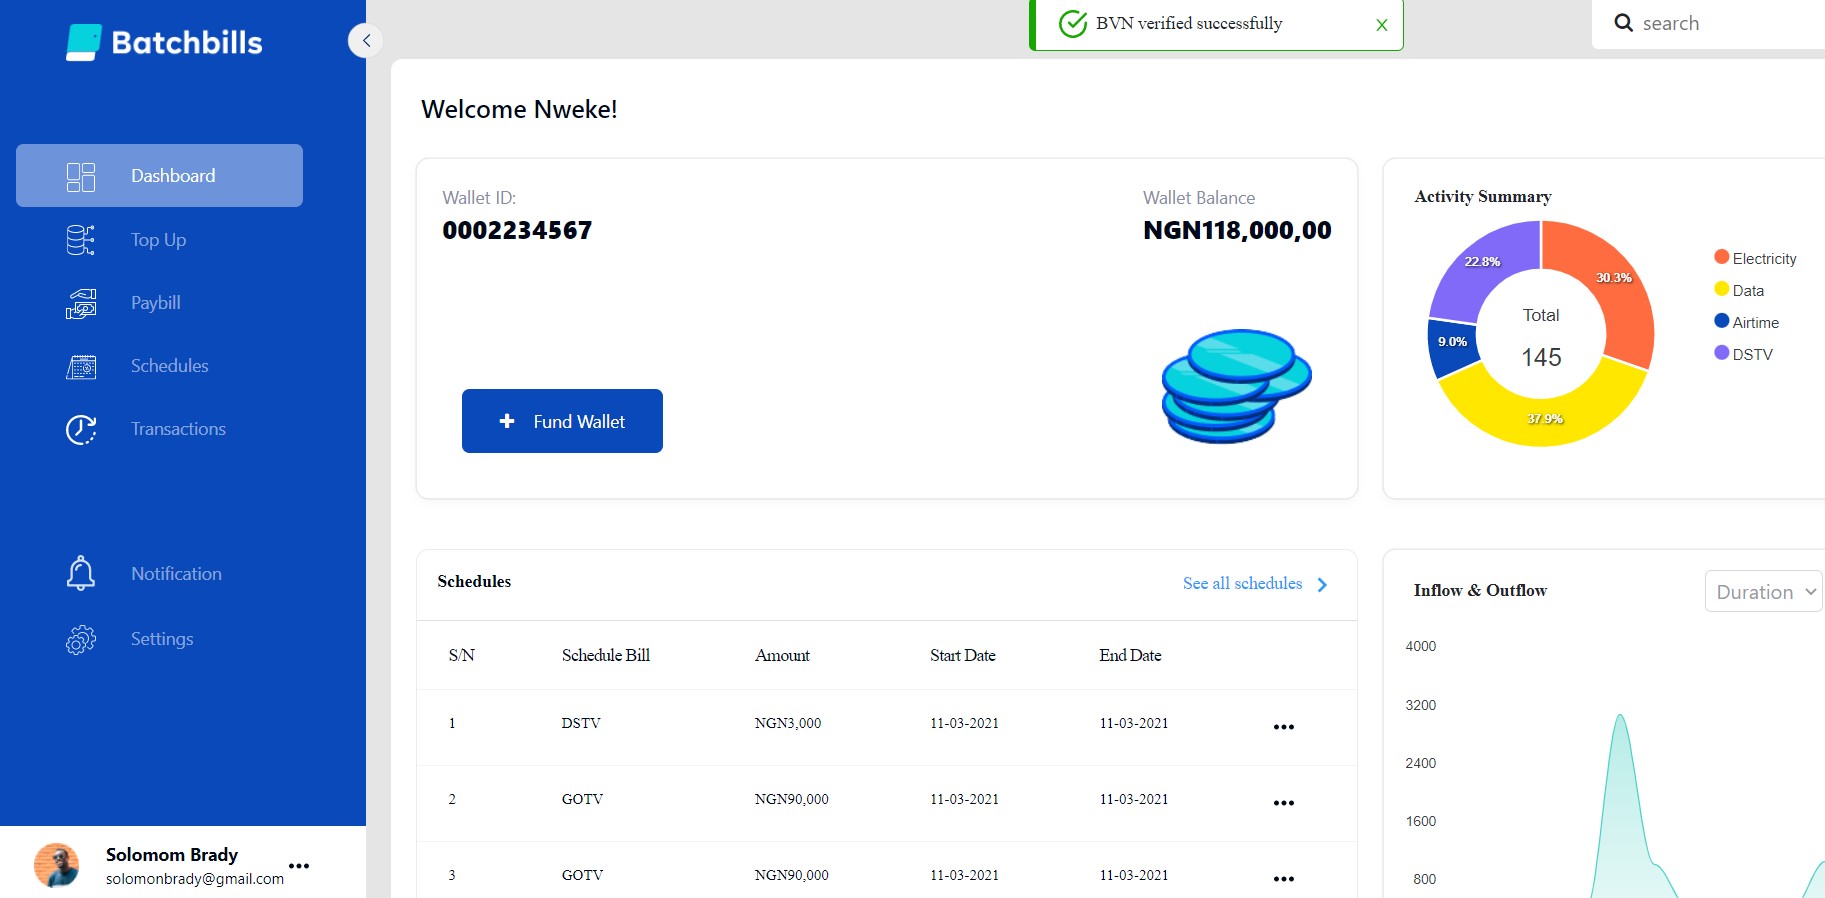 Batchbills
BVN verified successfully
X
search
Welcome Nweke!
Dashboard
Top Up
Paybill
Schedules
Transactions
Notification
Settings
Solomom Brady
solomonbrady@gmail.com
Wallet ID:
0002234567
Wallet Balance
NGN118,000,00
+ Fund Wallet
Activity Summary
22.8%
30.3%
9.0%
37.9%
Total
145
Electricity
Data
Airtime
DSTV
Schedules
See all schedules
S/N Schedule Bill Amount Start Date End Date
1 DSTV NGN3,000 11-03-2021 11-03-2021
2 GOTV NGN90,000 11-03-2021 11-03-2021
3 GOTV NGN90,000 11-03-2021 11-03-2021
Inflow & Outflow
Duration
4000
3200
2400
1600
800